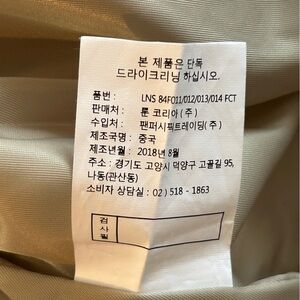 본 제품은 단독
드라이크리닝 하십시오.
품번 : LNS 84F011/012/013/014 FCT
판매처 : 룬 코리아 (주)
수입처 : 팬퍼시픽트레이딩(주)
제조국명 : 중국
제조일 : 2018년 8월
주소 : 경기도 고양시 덕양구 고골길 95,
나동(관산동)
소비자 상담실 : 02) 518 - 1863
검사필